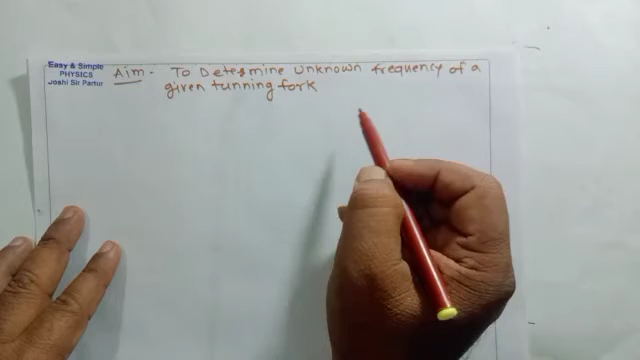 Easy & Simple
PHYSICS
Joshi Sir Partur
Aim - To Determine Unknown frequency of a
given tunning fork